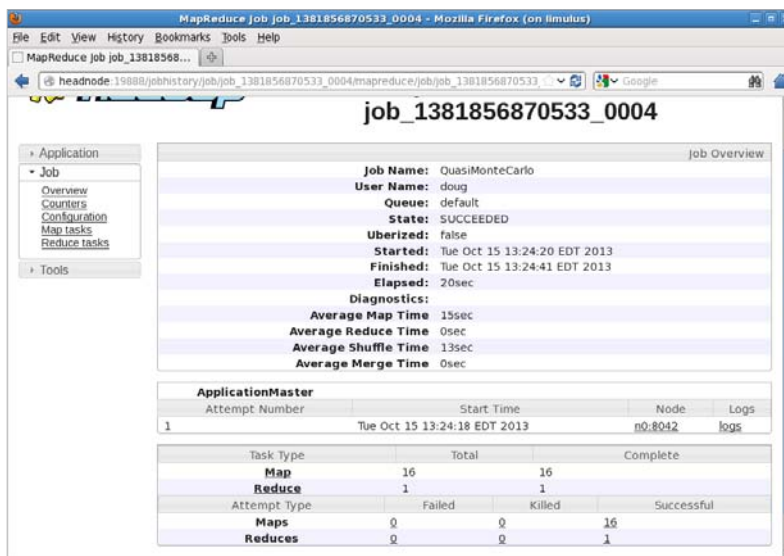 MapReduce Job job_1381856870533_0004 - Mozilla Firefox (on limulus)
File Edit View History Bookmarks Tools Help
MapReduce Job job_13818568...
headnode:19888/jobhistory/job/job_1381856870533_0004/mapreduce/job/job_1381856870533_ Google
job_1381856870533_0004
Application
Job
Overview
Counters
Configuration
Map tasks
Reduce tasks
Tools
Job Overview
Job Name: QuasiMonteCarlo
User Name: doug
Queue: default
State: SUCCEEDED
Uberized: false
Started: Tue Oct 15 13:24:20 EDT 2013
Finished: Tue Oct 15 13:24:41 EDT 2013
Elapsed: 20sec
Diagnostics:
Average Map Time 15sec
Average Reduce Time 0sec
Average Shuffle Time 13sec
Average Merge Time 0sec
ApplicationMaster
Attempt Number Start Time Node Logs
1 Tue Oct 15 13:24:18 EDT 2013 n0:8042 logs
Task Type Total Complete
Map 16 16
Reduce 1 1
Attempt Type Failed Killed Successful
Maps 0 0 16
Reduces 0 0 1